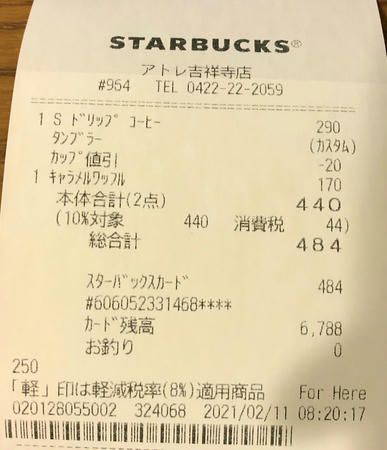 STARBUCKS®
アトレ吉祥寺店
#954 TEL 0422-22-2059
1 S ﾄﾞﾘｯﾌﾟ ｺｰﾋｰ 290
ﾀﾝﾌﾞﾗｰ (ｶｽﾀﾑ)
ｶｯﾌﾟ値引 -20
1 ｷｬﾗﾒﾙﾜｯﾌﾙ 170
本体合計(2点) 440
(10%対象 440 消費税 44)
総合計 484
ｽﾀｰﾊﾞｯｸｽｶｰﾄﾞ 484
#606052331468****
ｶｰﾄﾞ残高 6,788
お釣り 0
250
「軽」印は軽減税率(8%)適用商品 For Here
020128055002 324068 2021/02/11 08:20:17